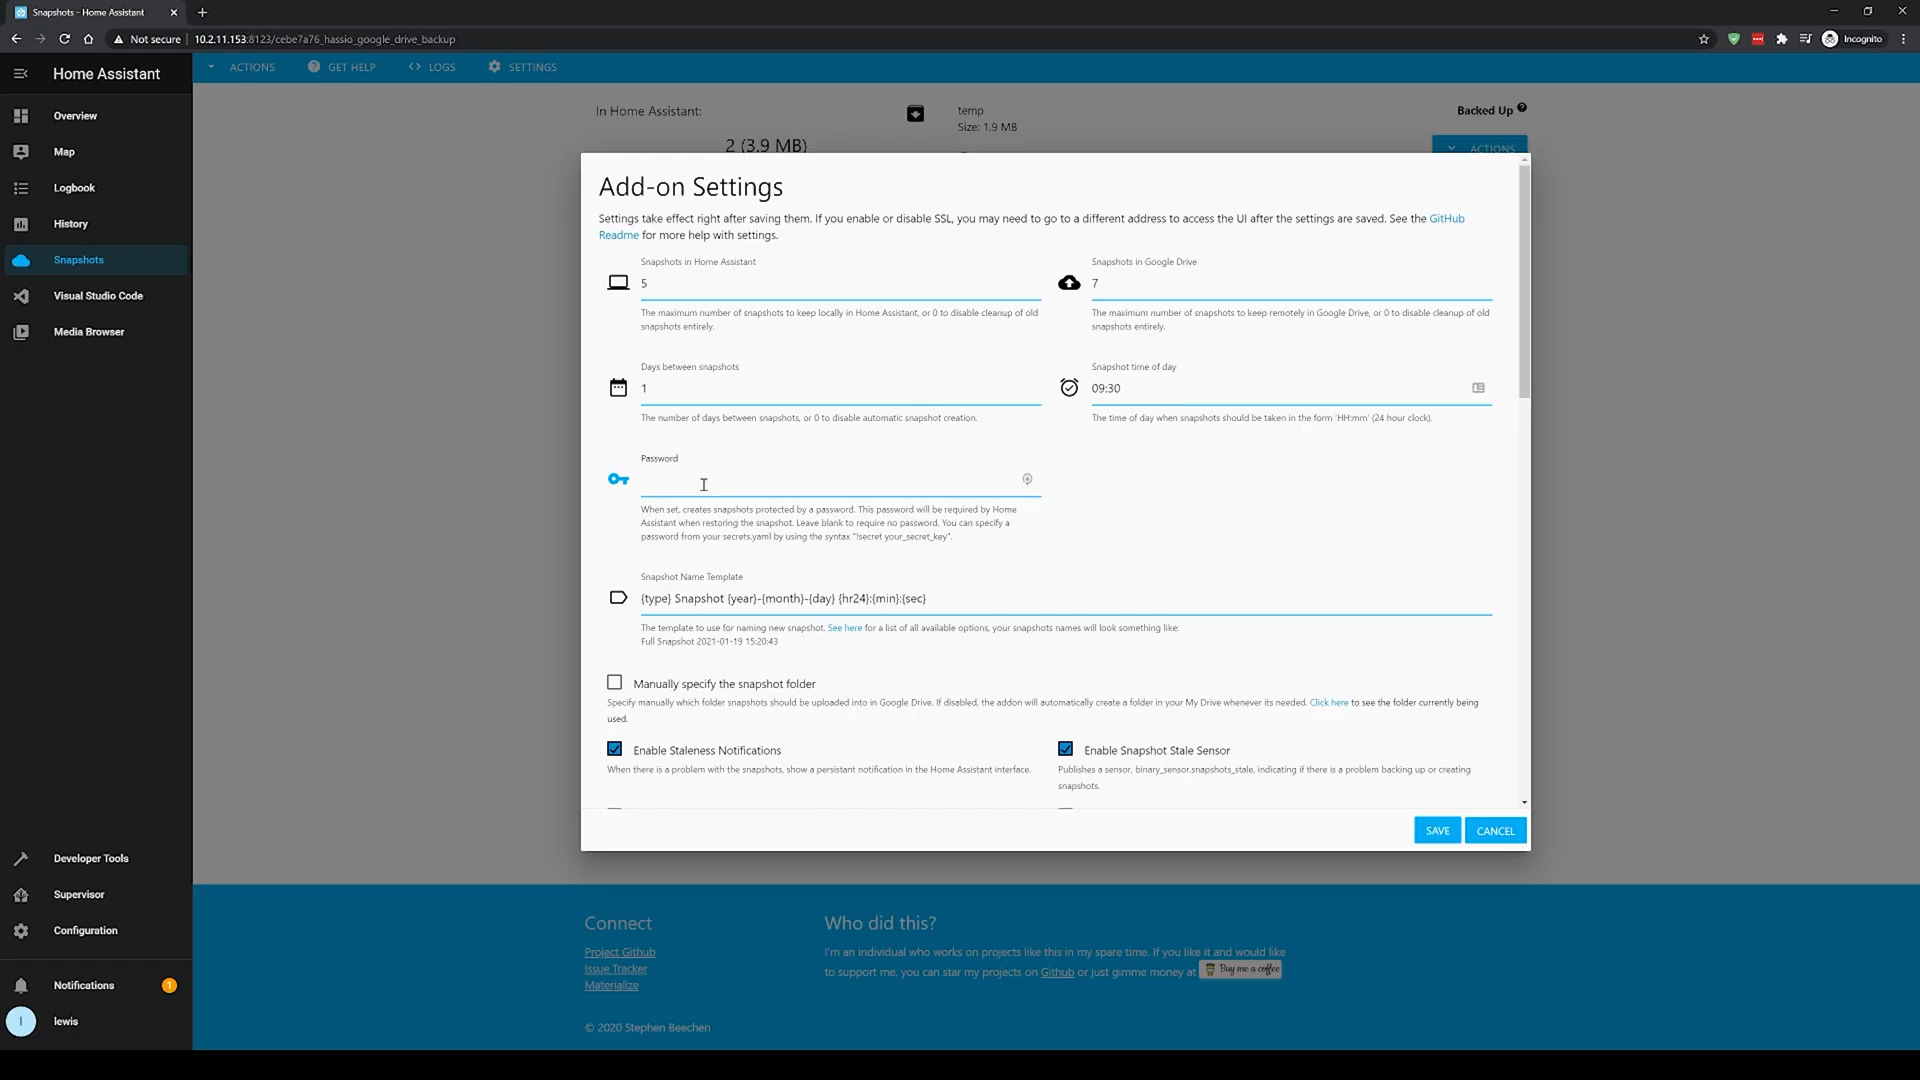 Snapshots - Home Assistant
Not secure
10.2.11.153:8123/cebe7a76_hassio_google_drive_backup
Incognito
Home Assistant
ACTIONS
GET HELP
LOGS
SETTINGS
Overview
Map
Logbook
History
Snapshots
Visual Studio Code
Media Browser
Developer Tools
Supervisor
Configuration
Notifications
1
l
lewis
In Home Assistant:
2 (3.9 MB)
temp
Size: 1.9 MB
Backed Up
ACTIONS
Add-on Settings
Settings take effect right after saving them. If you enable or disable SSL, you may need to go to a different address to access the UI after the settings are saved. See the GitHub
Readme for more help with settings.
Snapshots in Home Assistant
5
The maximum number of snapshots to keep locally in Home Assistant, or 0 to disable cleanup of old
snapshots entirely.
Snapshots in Google Drive
7
The maximum number of snapshots to keep remotely in Google Drive, or 0 to disable cleanup of old
snapshots entirely.
Days between snapshots
1
The number of days between snapshots, or 0 to disable automatic snapshot creation.
Snapshot time of day
09:30
The time of day when snapshots should be taken in the form 'HH:mm' (24 hour clock).
Password
When set, creates snapshots protected by a password. This password will be required by Home
Assistant when restoring the snapshot. Leave blank to require no password. You can specify a
password from your secrets.yaml by using the syntax "!secret your_secret_key".
Snapshot Name Template
{type} Snapshot {year}-{month}-{day} {hr24}:{min}:{sec}
The template to use for naming new snapshot. See here for a list of all available options, your snapshots names will look something like:
Full Snapshot 2021-01-19 15:20:43
Manually specify the snapshot folder
Specify manually which folder snapshots should be uploaded into in Google Drive. If disabled, the addon will automatically create a folder in your My Drive whenever its needed. Click here to see the folder currently being
used.
Enable Staleness Notifications
When there is a problem with the snapshots, show a persistant notification in the Home Assistant interface.
Enable Snapshot Stale Sensor
Publishes a sensor, binary_sensor.snapshots_stale, indicating if there is a problem backing up or creating
snapshots.
SAVE
CANCEL
Connect
Project Github
Issue Tracker
Materialize
© 2020 Stephen Beechen
Who did this?
I'm an individual who works on projects like this in my spare time. If you like it and would like
to support me, you can star my projects on Github or just gimme money at Buy me a coffee